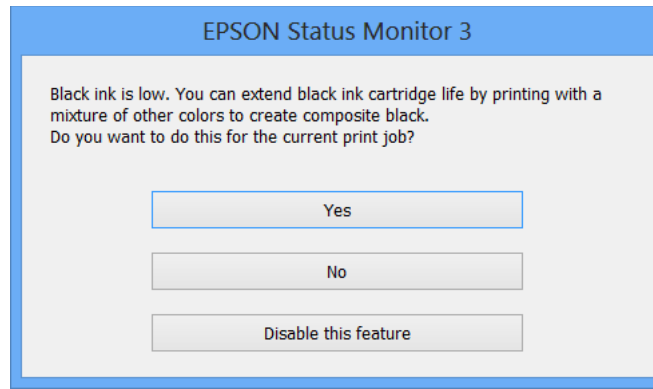 EPSON Status Monitor 3
Black ink is low. You can extend black ink cartridge life by printing with a
mixture of other colors to create composite black.
Do you want to do this for the current print job?
Yes
No
Disable this feature